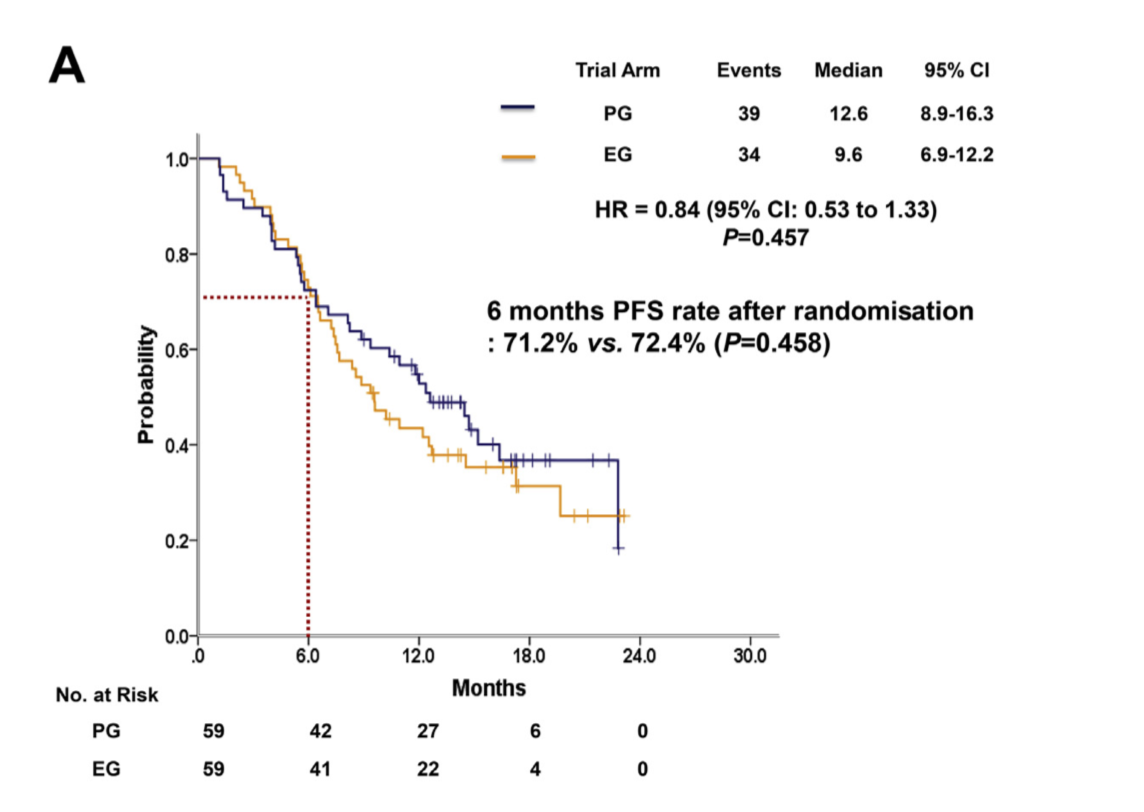 A
Trial Arm Events Median 95% CI
PG 39 12.6 8.9-16.3
EG 34 9.6 6.9-12.2
HR = 0.84 (95% CI: 0.53 to 1.33)
P=0.457
6 months PFS rate after randomisation
: 71.2% vs. 72.4% (P=0.458)
Probability
1.0
0.8
0.6
0.4
0.2
0.0
.0 6.0 12.0 18.0 24.0 30.0
Months
No. at Risk
PG 59 42 27 6 0
EG 59 41 22 4 0